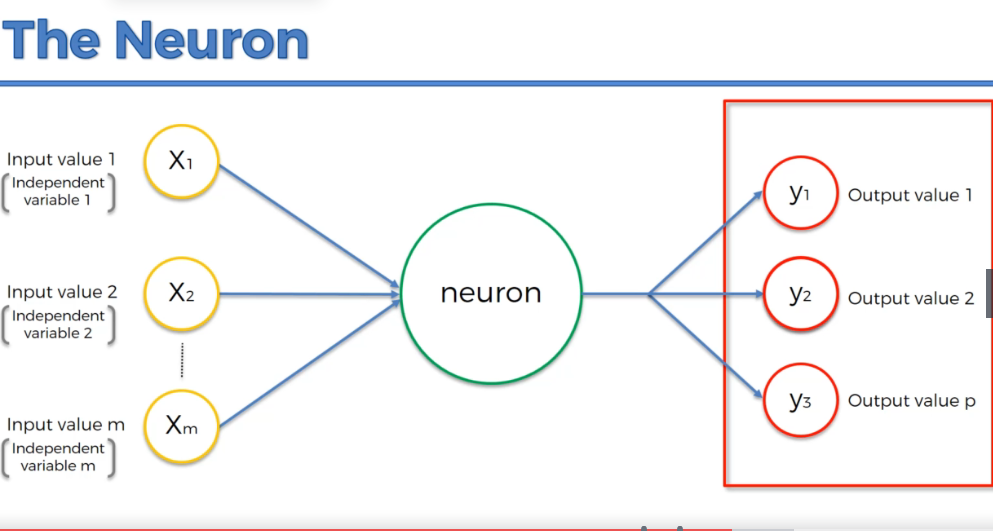 The Neuron
Input value 1
Independent
variable 1
X1
Input value 2
Independent
variable 2
X2
Input value m
Independent
variable m
Xm
neuron
y1
Output value 1
y2
Output value 2
y3
Output value p